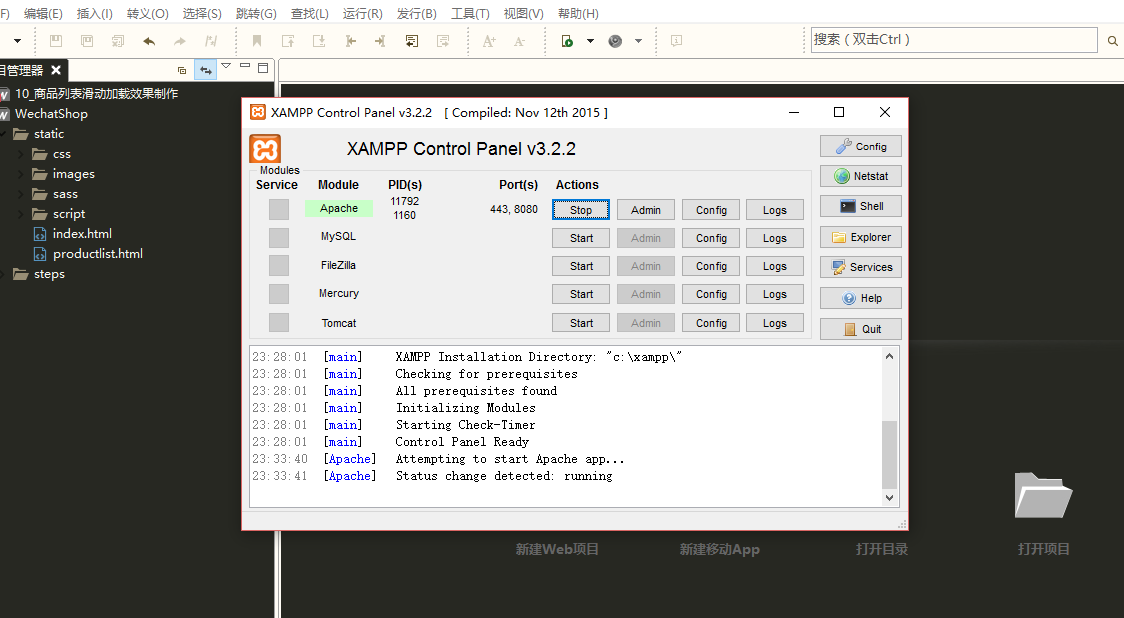 F) 编辑(E) 插入(I) 转义(O) 选择(S) 跳转(G) 查找(L) 运行(R) 发行(B) 工具(T) 视图(V) 帮助(H)
搜索（双击Ctrl）
目管理器
10_商品列表滑动加载效果制作
WechatShop
static
css
images
sass
script
index.html
productlist.html
steps
XAMPP Control Panel v3.2.2 [ Compiled: Nov 12th 2015 ]
XAMPP Control Panel v3.2.2
Modules
Service Module PID(s) Port(s) Actions
Apache 11792 1160 443, 8080 Stop Admin Config Logs
MySQL Start Admin Config Logs
FileZilla Start Admin Config Logs
Mercury Start Admin Config Logs
Tomcat Start Admin Config Logs
Config
Netstat
Shell
Explorer
Services
Help
Quit
23:28:01 [main] XAMPP Installation Directory: "c:\xampp\"
23:28:01 [main] Checking for prerequisites
23:28:01 [main] All prerequisites found
23:28:01 [main] Initializing Modules
23:28:01 [main] Starting Check-Timer
23:28:01 [main] Control Panel Ready
23:33:40 [Apache] Attempting to start Apache app...
23:33:41 [Apache] Status change detected: running
新建Web项目 新建移动App 打开目录 打开项目